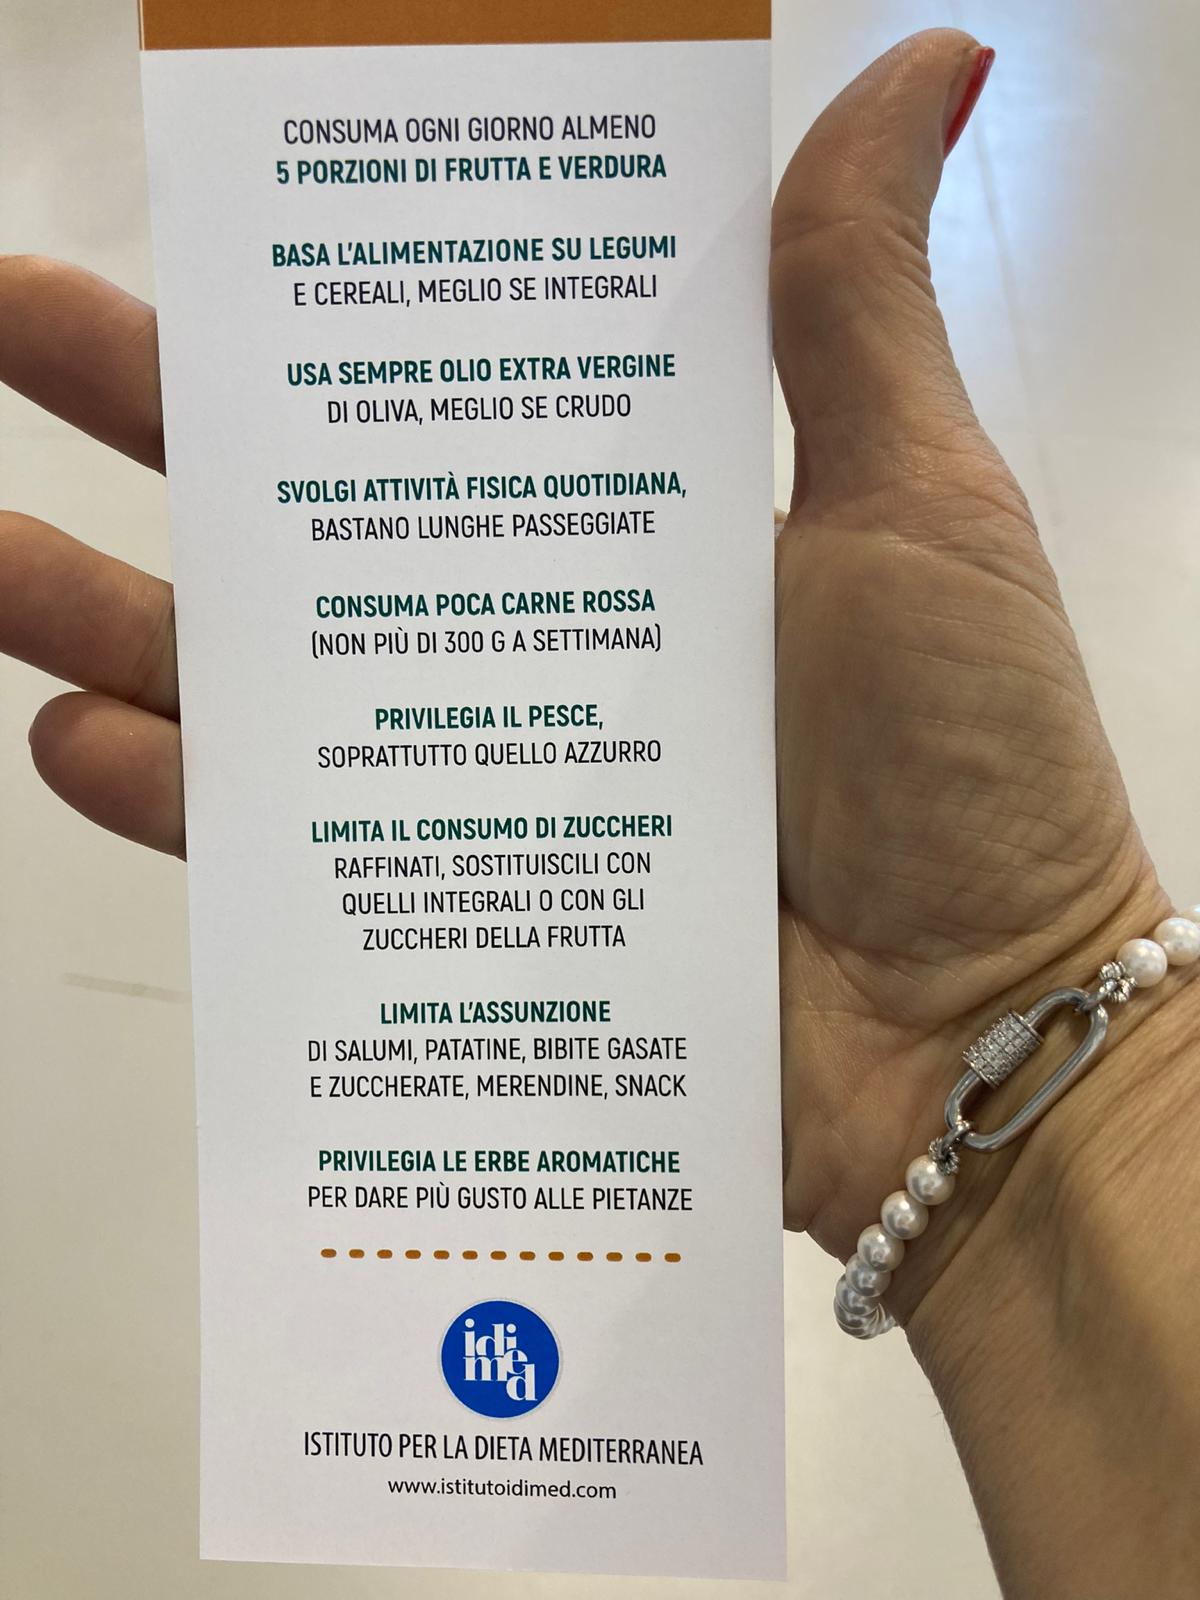 CONSUMA OGNI GIORNO ALMENO
5 PORZIONI DI FRUTTA E VERDURA
BASA L'ALIMENTAZIONE SU LEGUMI
E CEREALI, MEGLIO SE INTEGRALI
USA SEMPRE OLIO EXTRA VERGINE
DI OLIVA, MEGLIO SE CRUDO
SVOLGI ATTIVITÀ FISICA QUOTIDIANA,
BASTANO LUNGHE PASSEGGIATE
CONSUMA POCA CARNE ROSSA
(NON PIÙ DI 300 G A SETTIMANA)
PRIVILEGIA IL PESCE,
SOPRATTUTTO QUELLO AZZURRO
LIMITA IL CONSUMO DI ZUCCHERI
RAFFINATI, SOSTITUISCILI CON
QUELLI INTEGRALI O CON GLI
ZUCCHERI DELLA FRUTTA
LIMITA L'ASSUNZIONE
DI SALUMI, PATATINE, BIBITE GASATE
E ZUCCHERATE, MERENDINE, SNACK
PRIVILEGIA LE ERBE AROMATICHE
PER DARE PIÙ GUSTO ALLE PIETANZE
idi
med
ISTITUTO PER LA DIETA MEDITERRANEA
www.istitutoidimed.com